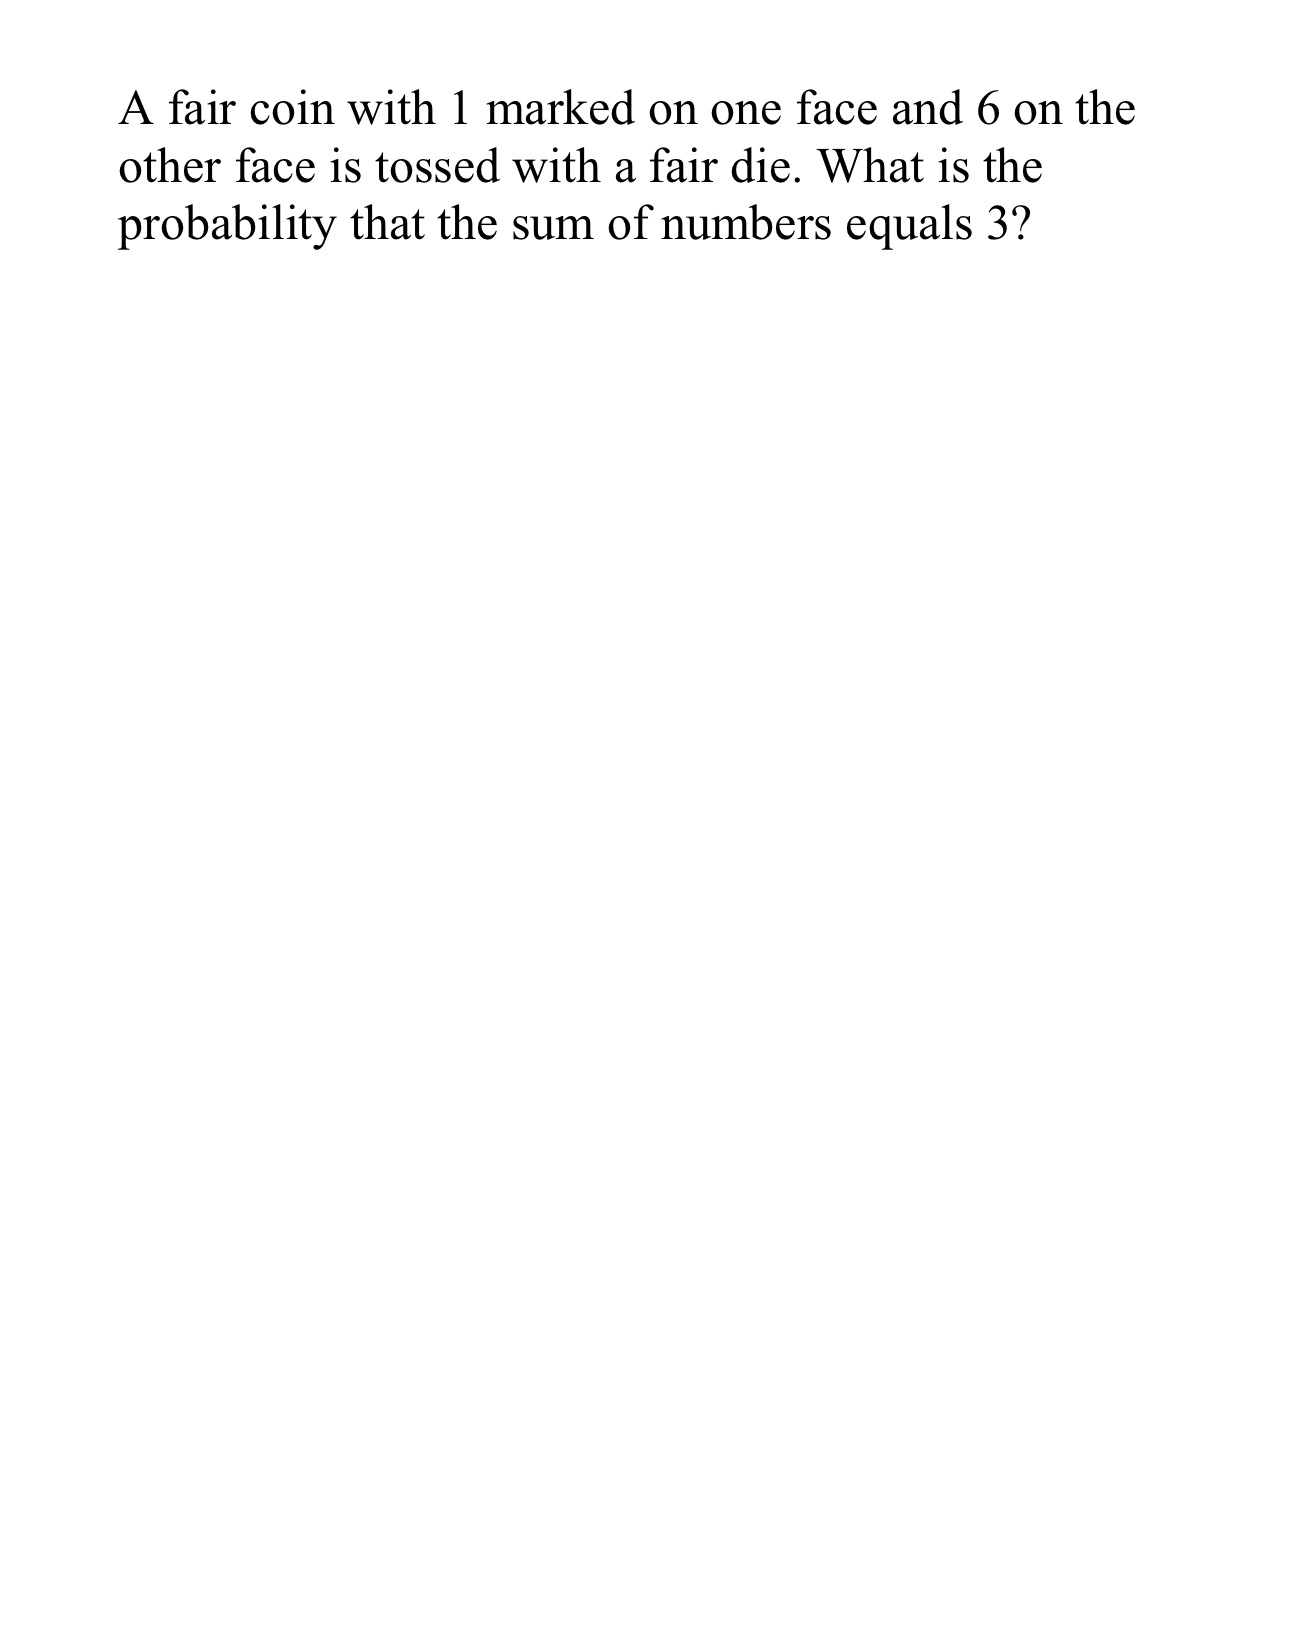 A fair coin with 1 marked on one face and 6 on the
other face is tossed with a fair die. What is the
probability that the sum of numbers equals 3?